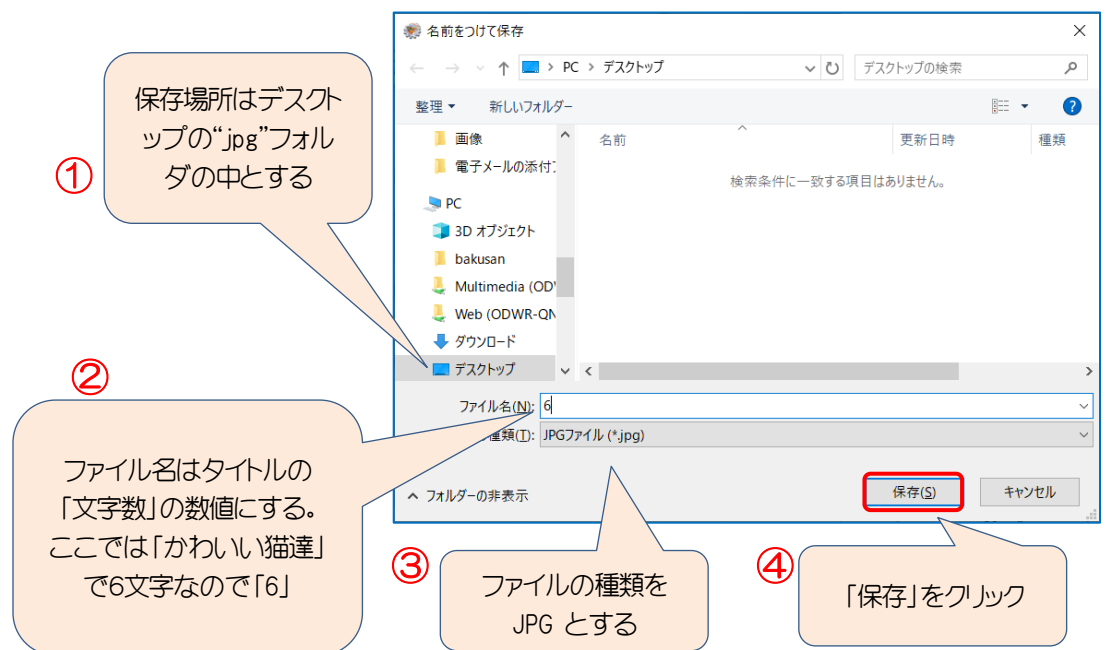 名前をつけて保存
PC > デスクトップ
デスクトップの検索
整理
新しいフォルダー
画像
電子メールの添付フ
PC
3D オブジェクト
bakusan
Multimedia (OD
Web (ODWR-QN
ダウンロード
デスクトップ
名前
更新日時
種類
検索条件に一致する項目はありません。
ファイル名(N): 6
種類(T): JPGファイル (*.jpg)
フォルダーの非表示
保存(S)
キャンセル
①
保存場所はデスクト
ップの“jpg”フォル
ダの中とする
②
ファイル名はタイトルの
「文字数」の数値にする。
ここでは「かわいい猫達」
で6文字なので「6」
③
ファイルの種類を
JPG とする
④
「保存」をクリック